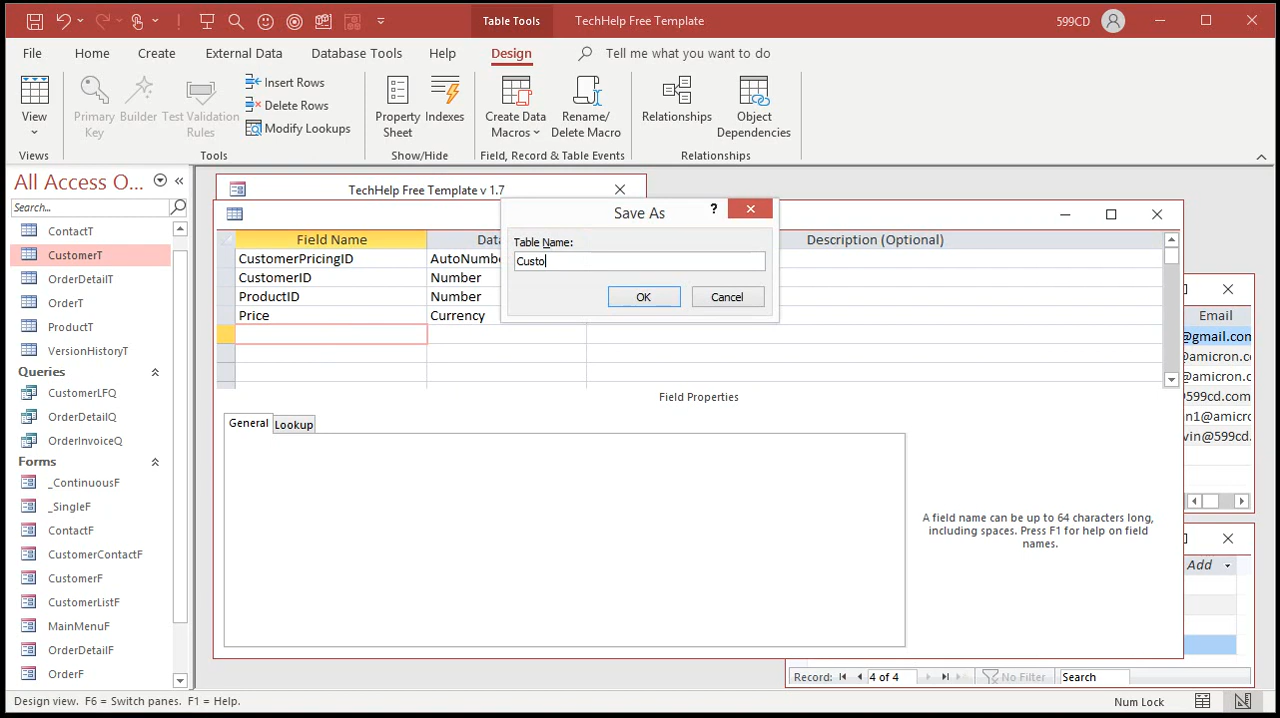 Table Tools
TechHelp Free Template
599CD
File
Home
Create
External Data
Database Tools
Help
Design
Tell me what you want to do
View
Primary Key
Builder
Test Validation Rules
Insert Rows
Delete Rows
Modify Lookups
Property Sheet
Indexes
Create Data Macros
Rename/ Delete Macro
Relationships
Object Dependencies
Views
Tools
Show/Hide
Field, Record & Table Events
Relationships
All Access O...
Search...
ContactT
CustomerT
OrderDetailT
OrderT
ProductT
VersionHistoryT
Queries
CustomerLFQ
OrderDetailQ
OrderInvoiceQ
Forms
_ContinuousF
_SingleF
ContactF
CustomerContactF
CustomerF
CustomerListF
MainMenuF
OrderDetailF
OrderF
TechHelp Free Template v 1.7
Field Name
Data
Description (Optional)
CustomerPricingID
AutoNumbe
CustomerID
Number
ProductID
Number
Price
Currency
Save As
?
Table Name:
Custo
OK
Cancel
Field Properties
General
Lookup
A field name can be up to 64 characters long,
including spaces. Press F1 for help on field
names.
Email
@gmail.com
@amicron.c
@amicron.c
@599cd.com
n1@amicro
vin@599cd.
Add
Record:
4 of 4
No Filter
Search
Design view. F6 = Switch panes. F1 = Help.
Num Lock